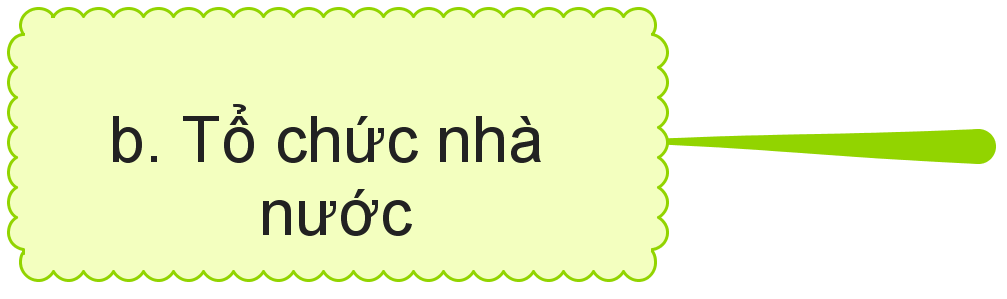 b. Tổ chức nhà
nước